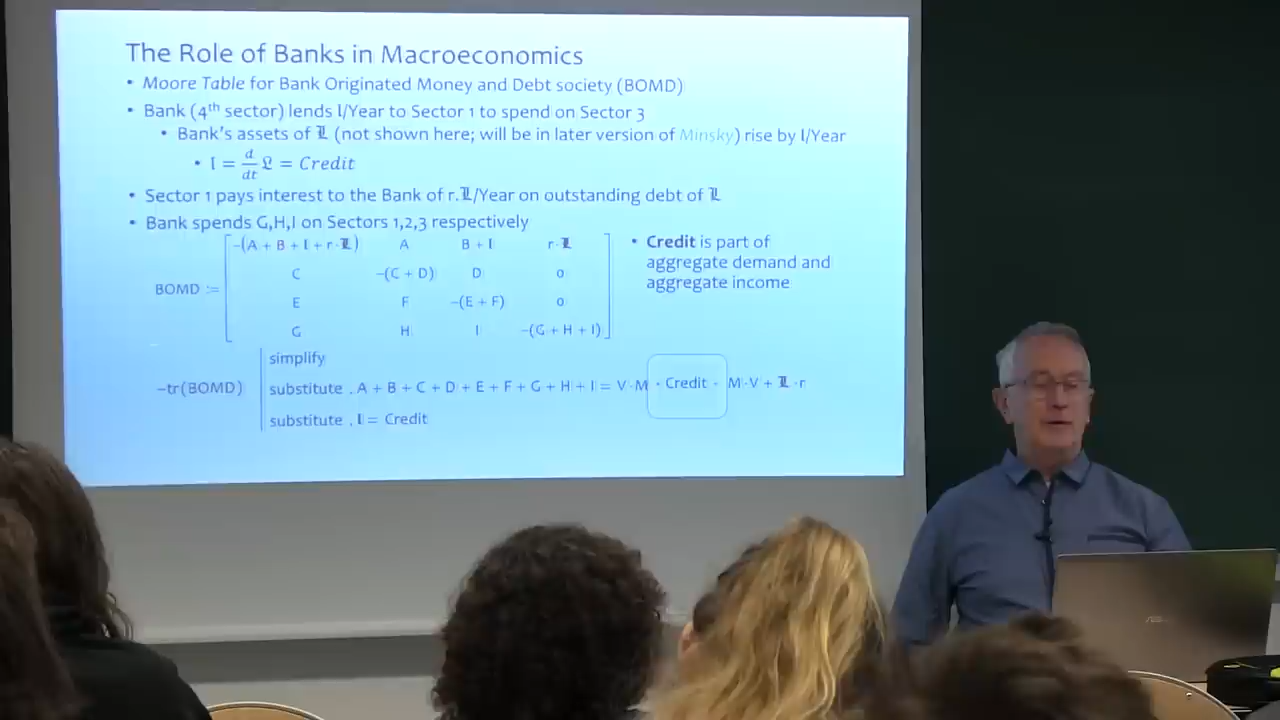 The Role of Banks in Macroeconomics
• Moore Table for Bank Originated Money and Debt society (BOMD)
• Bank (4th sector) lends l/Year to Sector 1 to spend on Sector 3
• Bank's assets of 𝕷 (not shown here; will be in later version of Minsky) rise by l/Year
• l = d/dt 𝔏 = Credit
• Sector 1 pays interest to the Bank of r.𝕷/Year on outstanding debt of 𝕷
• Bank spends G,H,I on Sectors 1,2,3 respectively
-(A + B + l + r·𝕷) A B + l r·𝕷
C -(C + D) D 0
BOMD :=
E F -(E + F) 0
G H I -(G + H + I)
• Credit is part of
aggregate demand and
aggregate income
simplify
-tr(BOMD) substitute , A + B + C + D + E + F + G + H + I = V·M → Credit + M·V + 𝕷·r
substitute , l = Credit